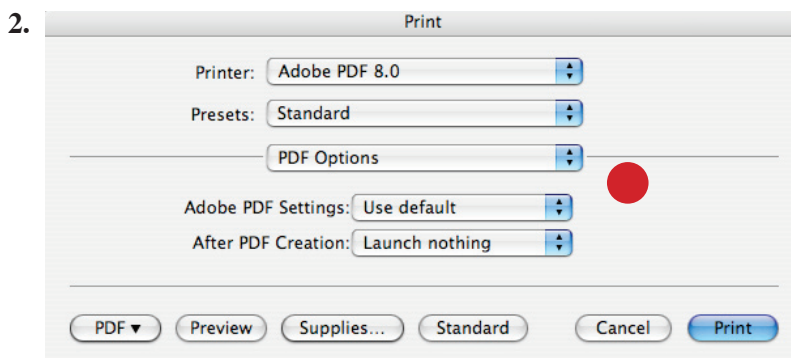 2.
Print
Printer: Adobe PDF 8.0
Presets: Standard
PDF Options
Adobe PDF Settings: Use default
After PDF Creation: Launch nothing
PDF ▼ Preview Supplies... Standard Cancel Print